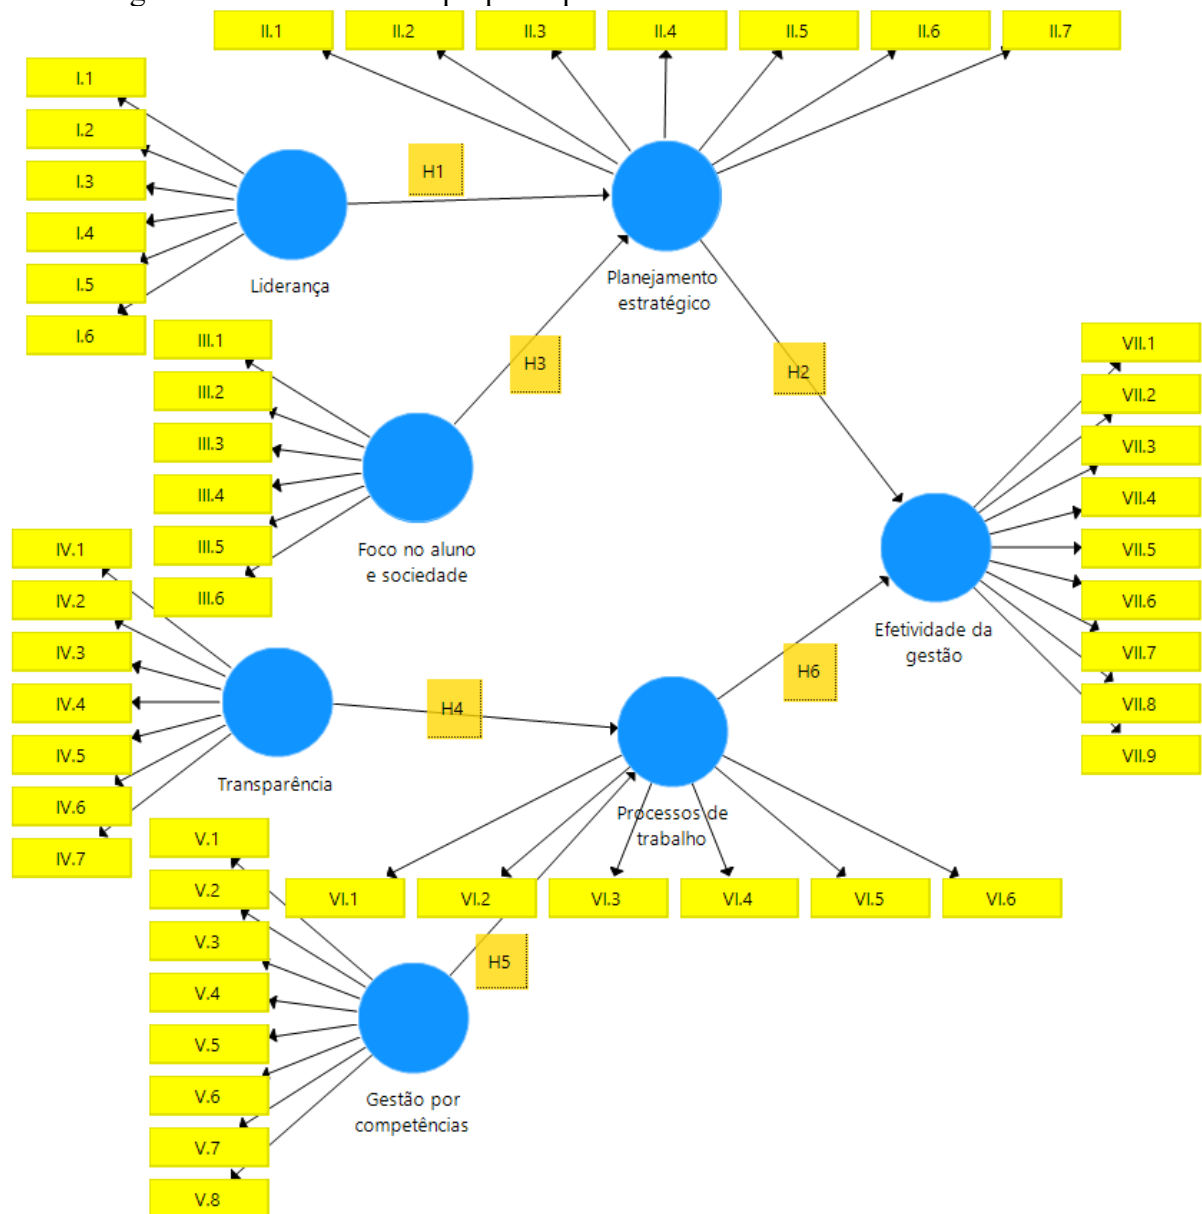 II.1
II.2
II.3
II.4
II.5
II.6
II.7
I.1
I.2
I.3
I.4
I.5
I.6
H1
Liderança
Planejamento
estratégico
III.1
III.2
III.3
III.4
III.5
III.6
H3
H2
Foco no aluno
e sociedade
VII.1
VII.2
VII.3
VII.4
VII.5
VII.6
VII.7
VII.8
VII.9
Efetividade da
gestão
IV.1
IV.2
IV.3
IV.4
IV.5
IV.6
IV.7
H4
H6
Transparência
Processos de
trabalho
V.1
V.2
V.3
V.4
V.5
V.6
V.7
V.8
VI.1
VI.2
VI.3
VI.4
VI.5
VI.6
H5
Gestão por
competências